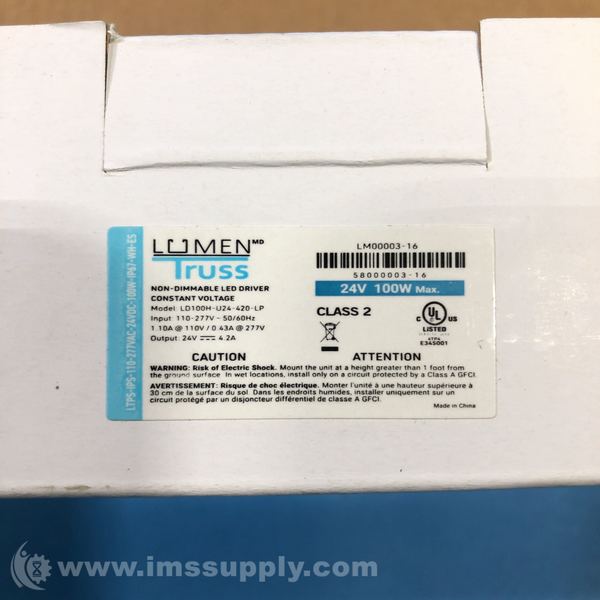 LTPS-IPS-110-277VAC-24VDC-100W-IP67-WH-ES
LUMEN MD
Truss
NON-DIMMABLE LED DRIVER
CONSTANT VOLTAGE
Model: LD100H-U24-420-LP
Input: 110-277V ~ 50/60Hz
1.10A @ 110V / 0.43A @ 277V
Output: 24V ⎓ 4.2A
LM00003-16
58000003-16
24V 100W Max.
CLASS 2
C UL US
LISTED
E345001
CAUTION
ATTENTION
WARNING: Risk of Electric Shock. Mount the unit at a height greater than 1 foot from
the ground surface. In wet locations, install only on a circuit protected by a Class A GFCI.
AVERTISSEMENT: Risque de choc électrique. Monter l'unité à une hauteur supérieure à
30 cm de la surface du sol. Dans les endroits humides, installer uniquement sur un
circuit protégé par un disjoncteur différentiel de classe A GFCI.
Made in China
www.imssupply.com